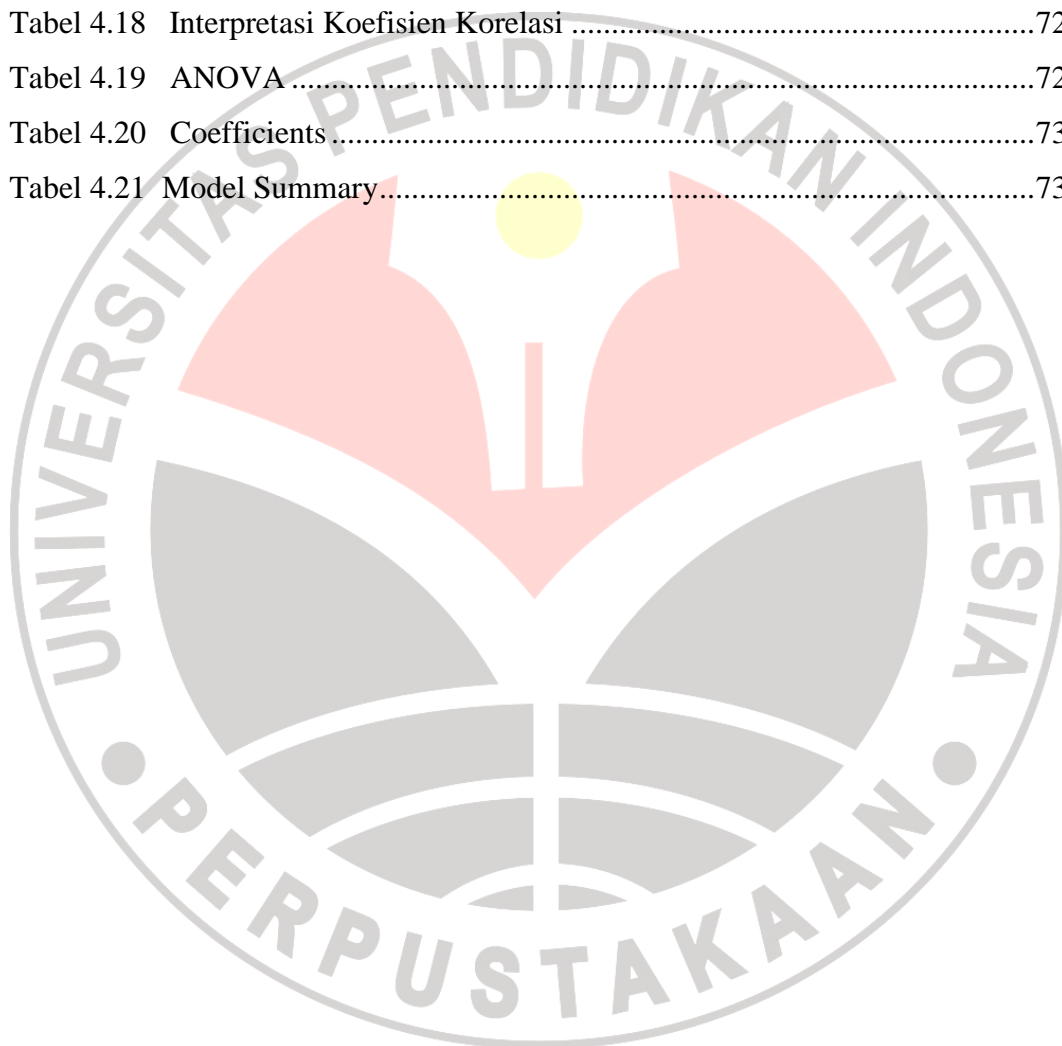 Tabel 4.18 Interpretasi Koefisien Korelasi ........................................................72
Tabel 4.19 ANOVA ..........................................................................................72
Tabel 4.20 Coefficients .....................................................................................73
Tabel 4.21 Model Summary...............................................................................73
UNIVERSITAS PENDIDIKAN INDONESIA
PERPUSTAKAAN